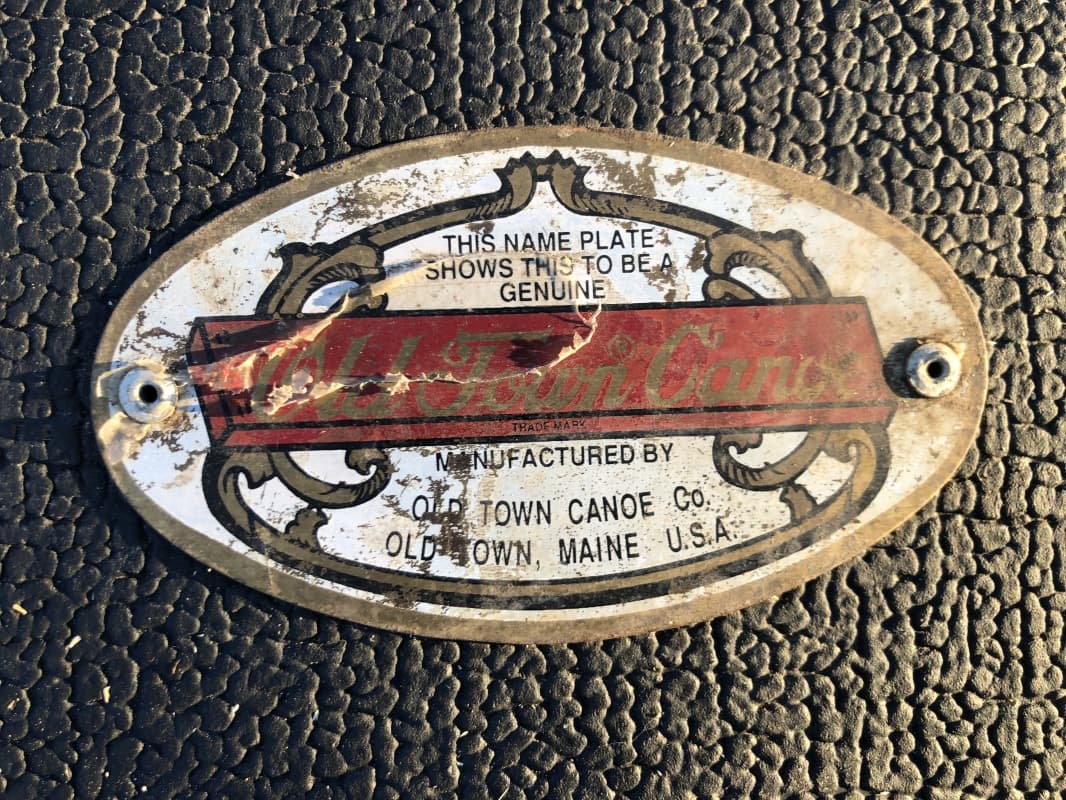 THIS NAME PLATE
SHOWS THIS TO BE A
GENUINE
Old Town® Canoe
TRADE MARK
MANUFACTURED BY
OLD TOWN CANOE Co.
OLD TOWN, MAINE U.S.A.